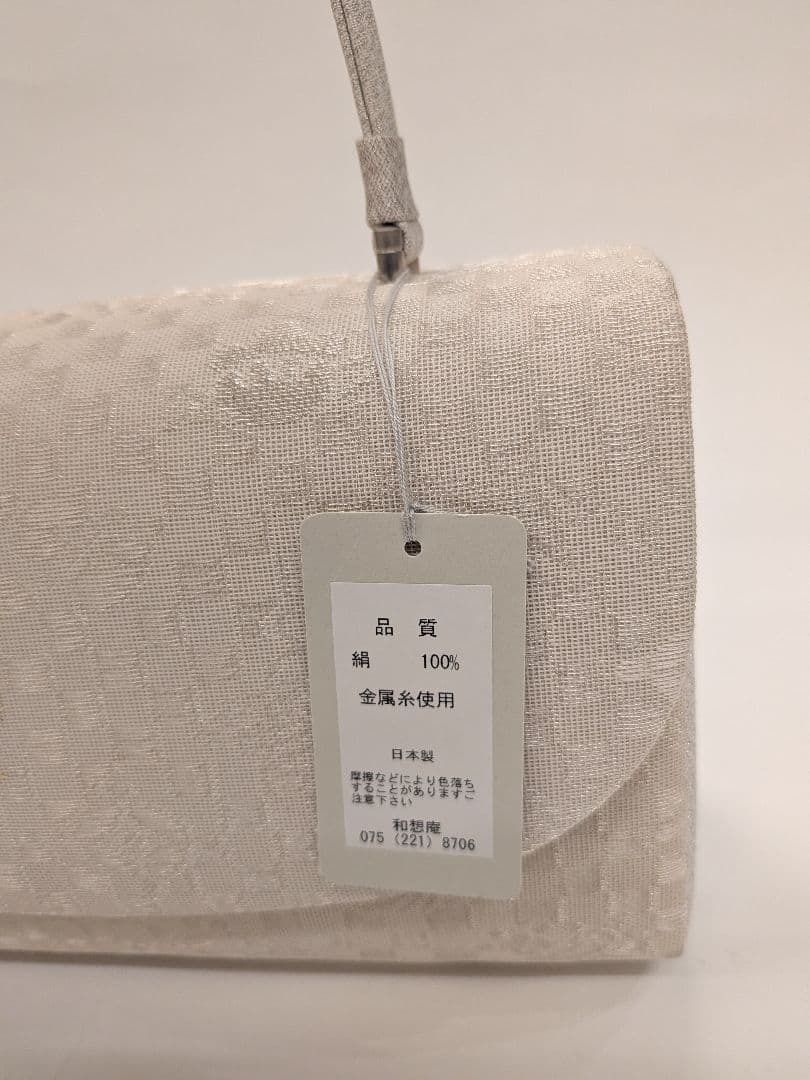 品 質
絹 100%
金属糸使用
日本製
摩擦などにより色落ち
することがありますご
注意下さい
和想庵
075 (221) 8706